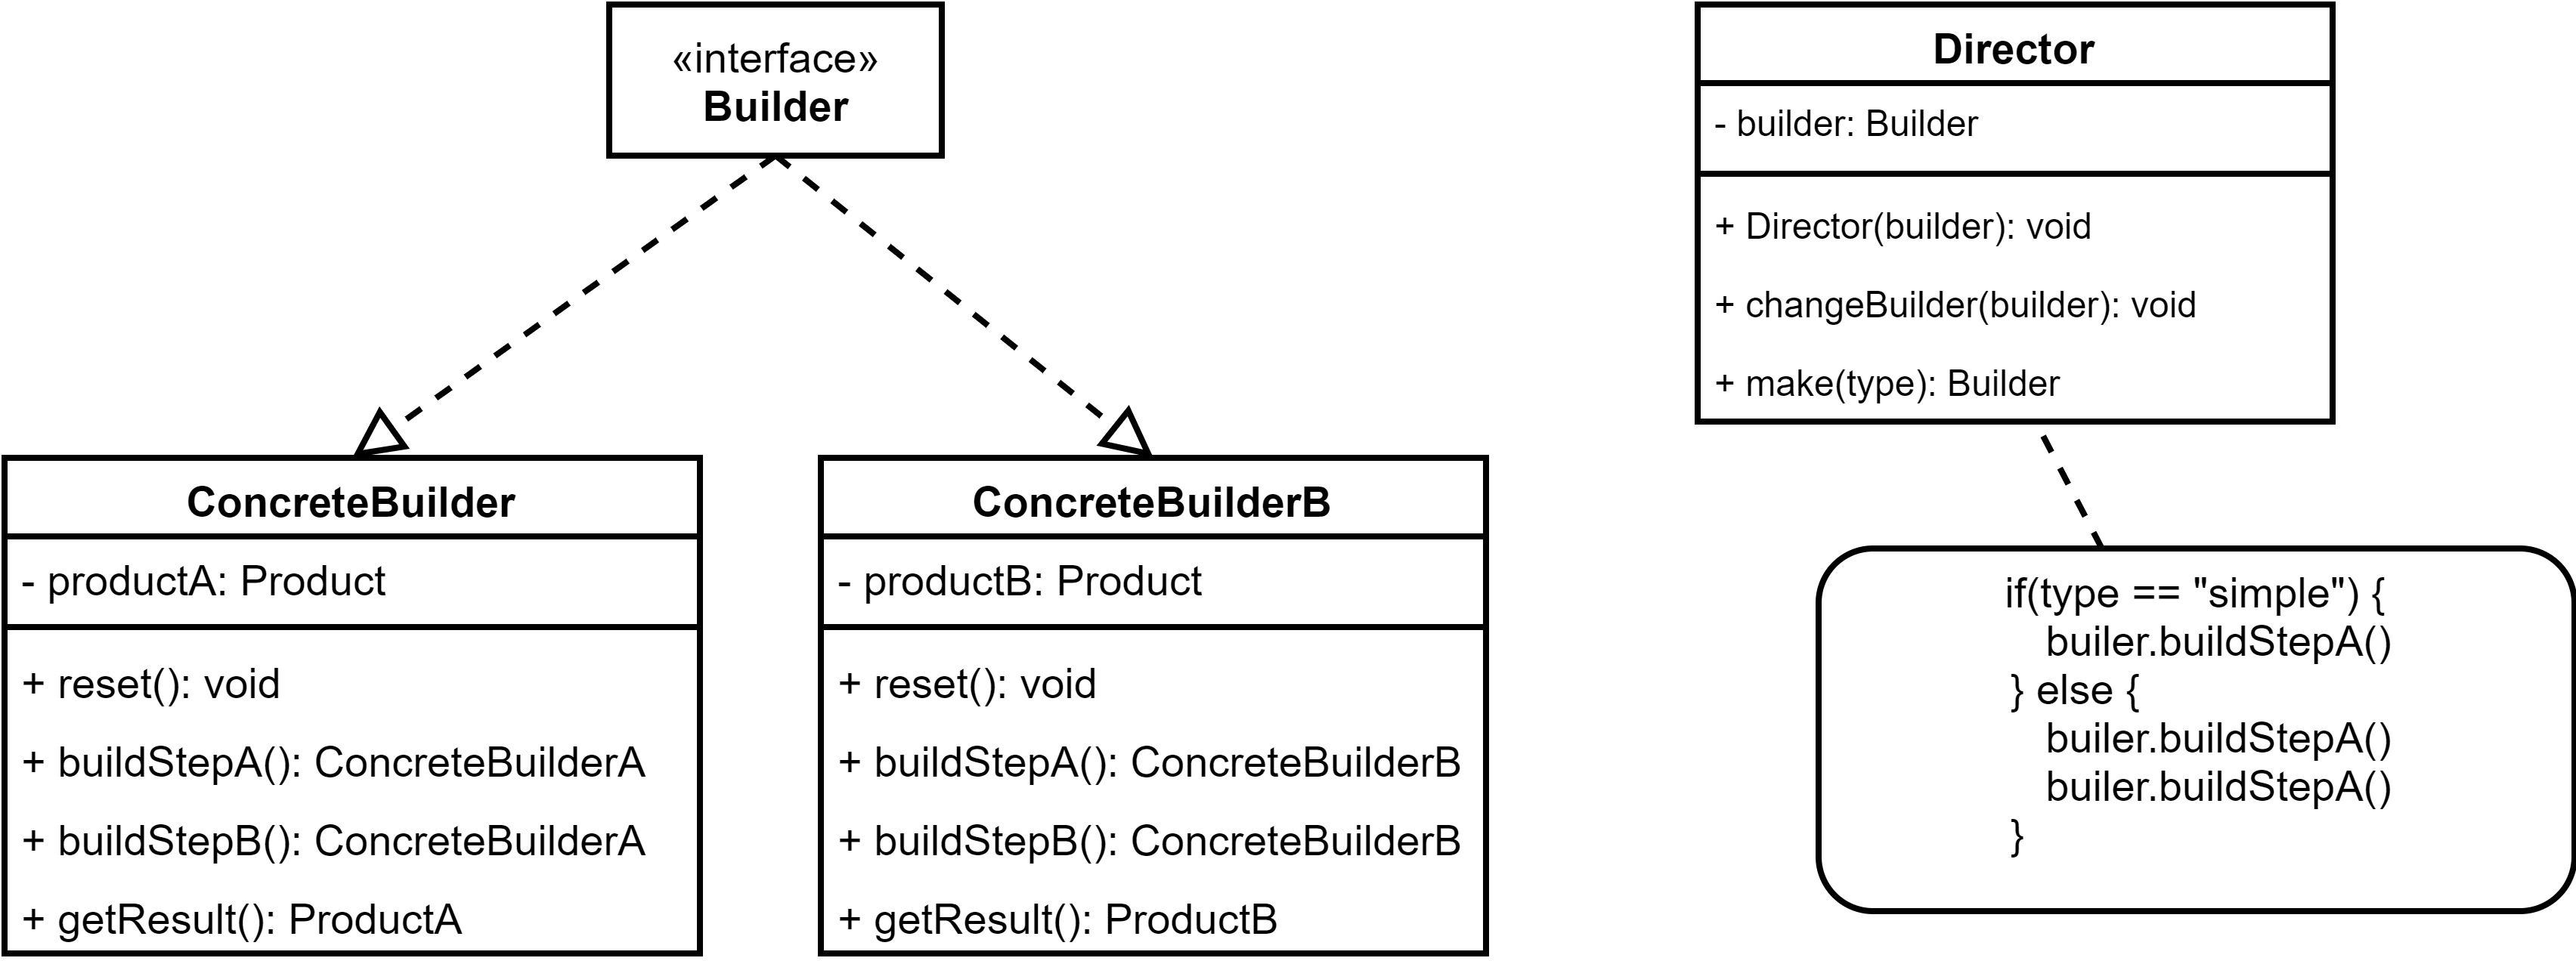 «interface»
Builder
ConcreteBuilder
- productA: Product
+ reset(): void
+ buildStepA(): ConcreteBuilderA
+ buildStepB(): ConcreteBuilderA
+ getResult(): ProductA
ConcreteBuilderB
- productB: Product
+ reset(): void
+ buildStepA(): ConcreteBuilderB
+ buildStepB(): ConcreteBuilderB
+ getResult(): ProductB
Director
- builder: Builder
+ Director(builder): void
+ changeBuilder(builder): void
+ make(type): Builder
if(type == "simple") {
builer.buildStepA()
} else {
builer.buildStepA()
builer.buildStepA()
}